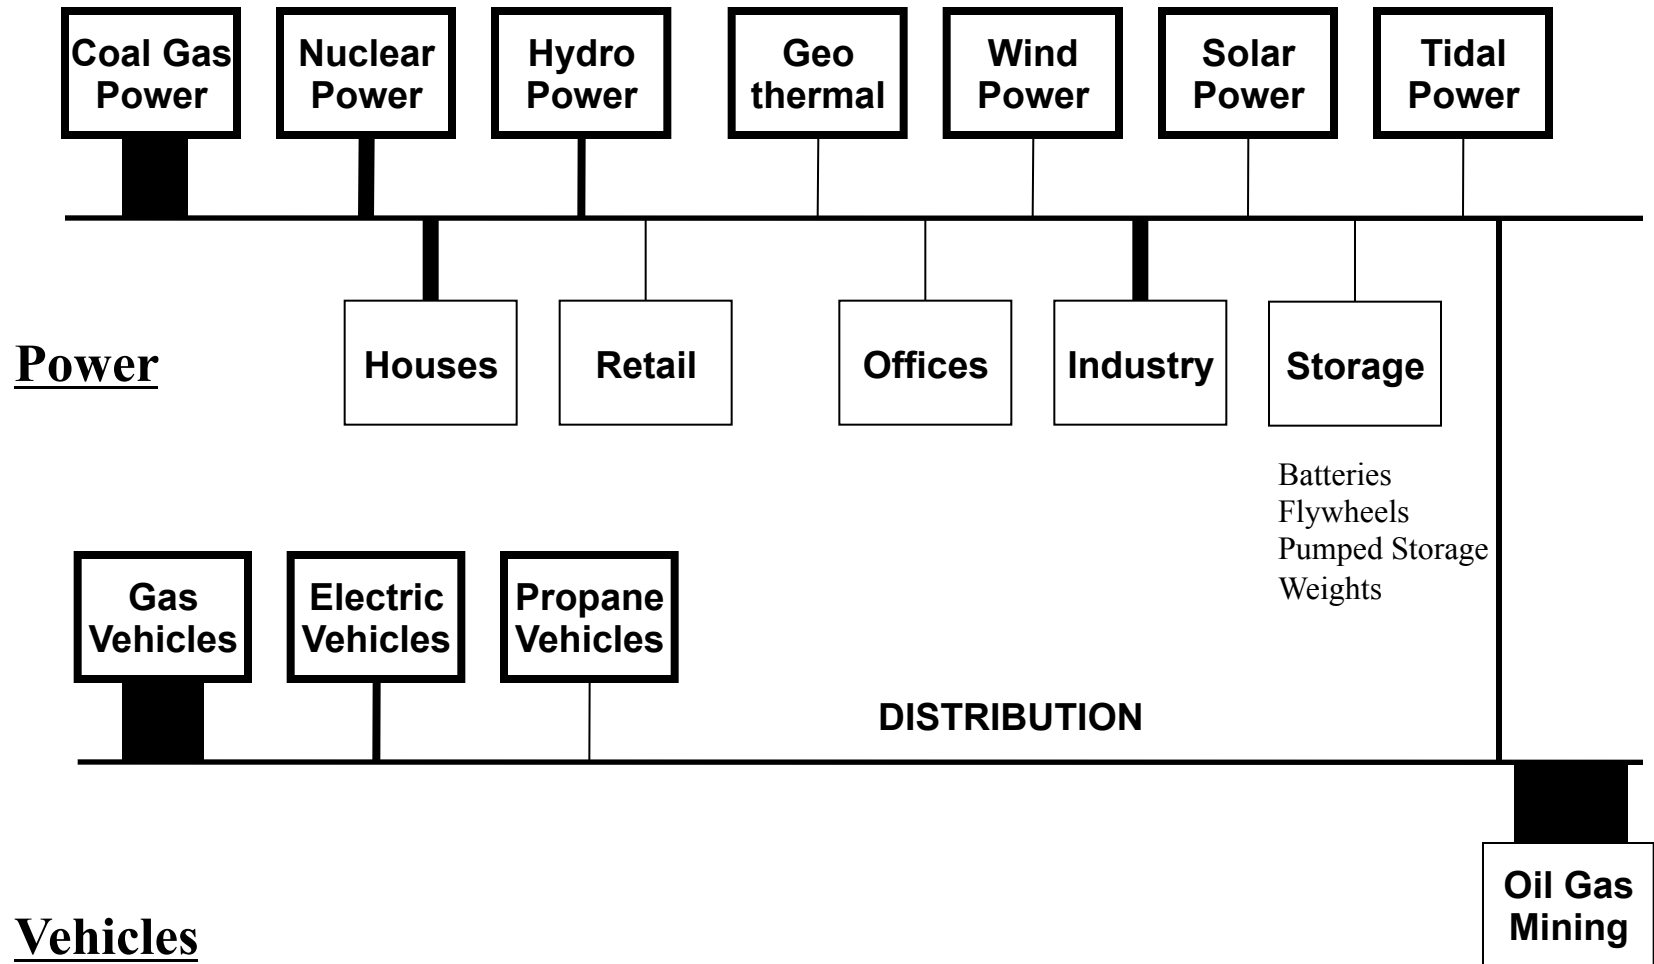 Coal Gas
Power
Nuclear
Power
Hydro
Power
Geo
thermal
Wind
Power
Solar
Power
Tidal
Power
Power
Houses
Retail
Offices
Industry
Storage
Batteries
Flywheels
Pumped Storage
Weights
Gas
Vehicles
Electric
Vehicles
Propane
Vehicles
DISTRIBUTION
Oil Gas
Mining
Vehicles